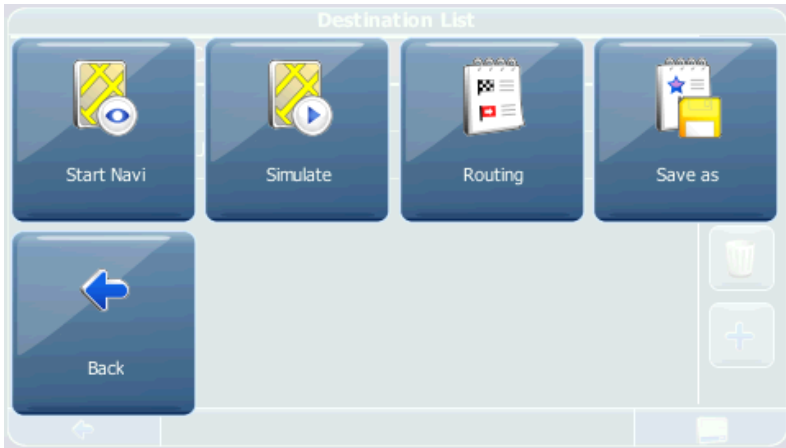 Destination List
Start Navi
Simulate
Routing
Save as
Back